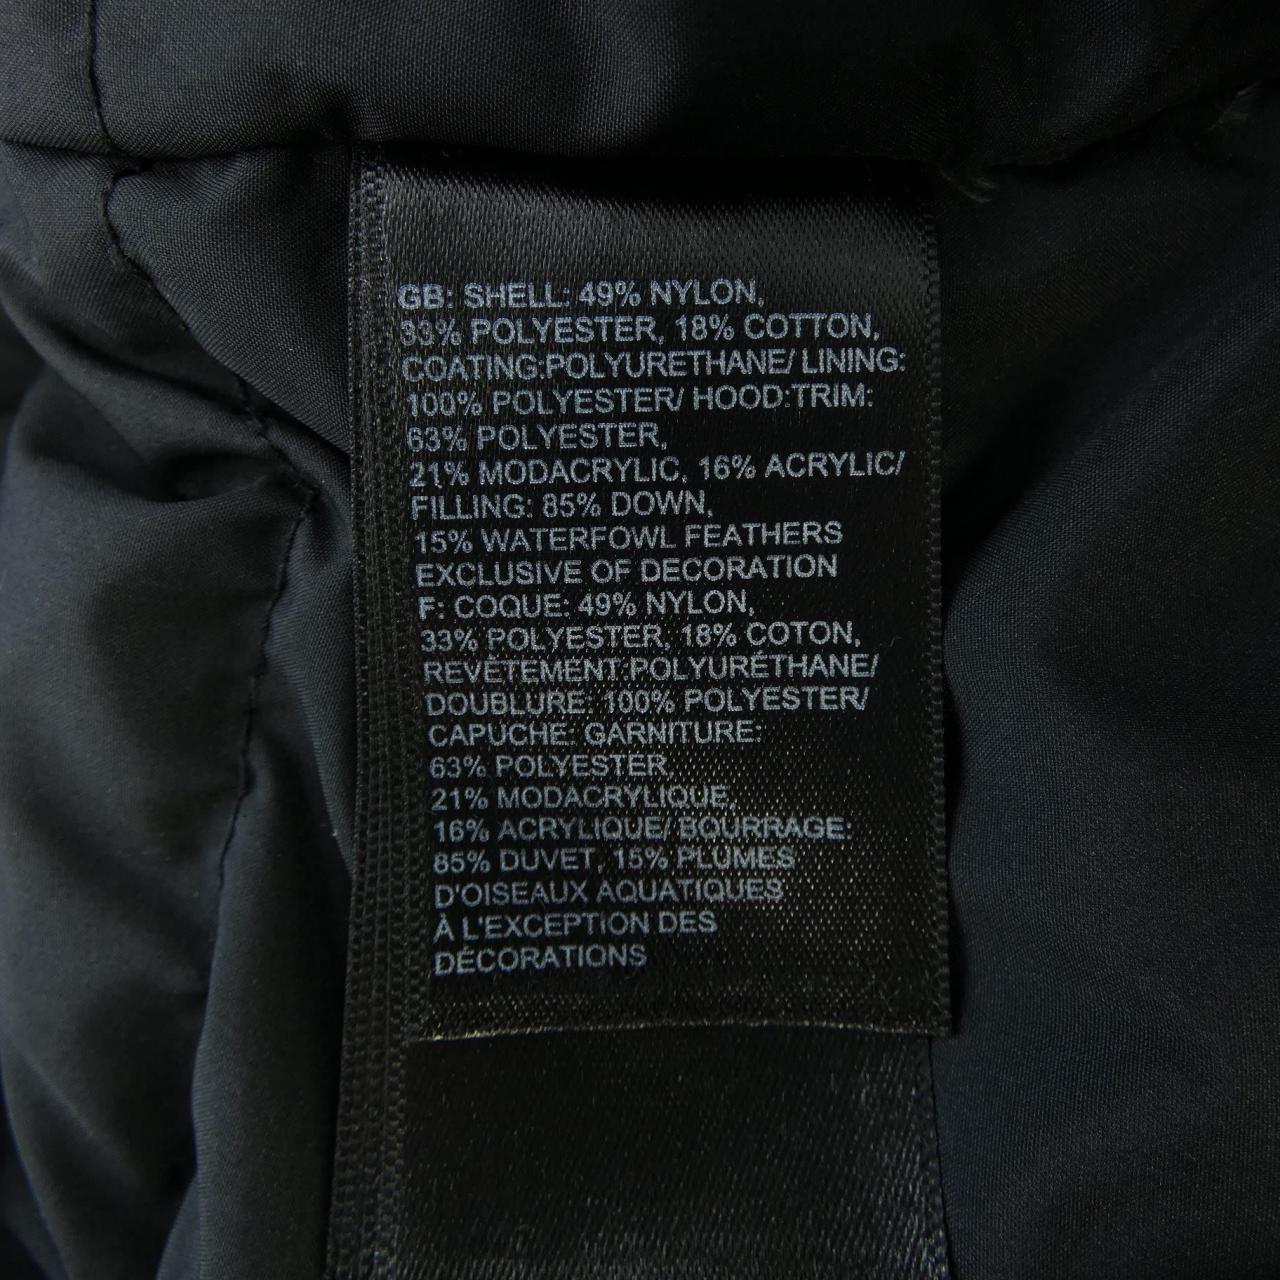 GB: SHELL: 49% NYLON,
33% POLYESTER, 18% COTTON,
COATING:POLYURETHANE/ LINING:
100% POLYESTER/ HOOD:TRIM:
63% POLYESTER,
21% MODACRYLIC, 16% ACRYLIC/
FILLING: 85% DOWN,
15% WATERFOWL FEATHERS
EXCLUSIVE OF DECORATION
F: COQUE: 49% NYLON,
33% POLYESTER, 18% COTON,
REVÊTEMENT:POLYURÉTHANE/
DOUBLURE: 100% POLYESTER/
CAPUCHE: GARNITURE:
63% POLYESTER,
21% MODACRYLIQUE,
16% ACRYLIQUE/ BOURRAGE:
85% DUVET, 15% PLUMES
D'OISEAUX AQUATIQUES
À L'EXCEPTION DES
DÉCORATIONS